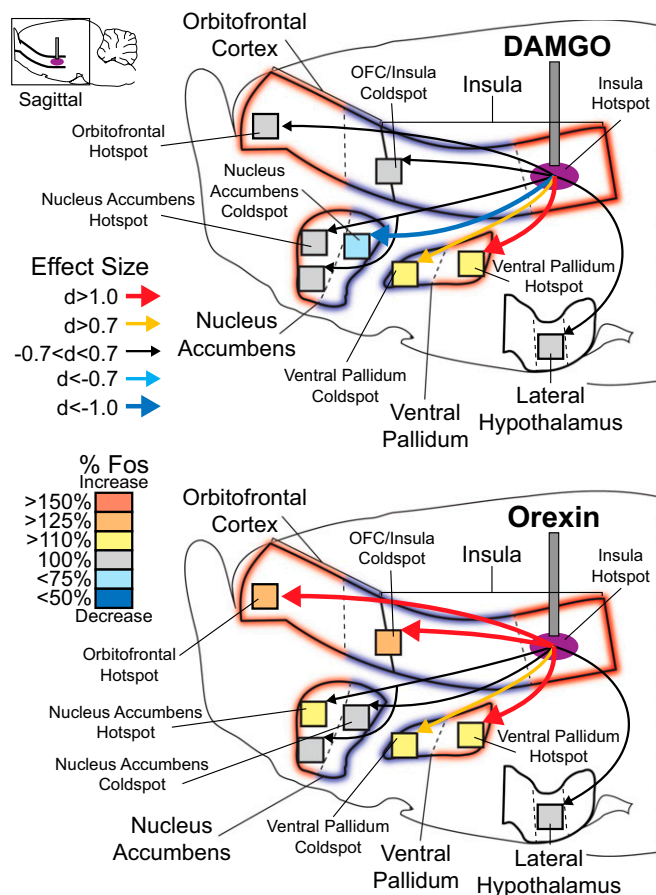 Sagittal
Orbitofrontal
Cortex
DAMGO
OFC/Insula
Coldspot
Insula
Insula
Hotspot
Orbitofrontal
Hotspot
Nucleus
Accumbens
Coldspot
Nucleus Accumbens
Hotspot
Effect Size
d>1.0
d>0.7
-0.7<d<0.7
d<-0.7
d<-1.0
Ventral Pallidum
Hotspot
Nucleus
Accumbens
Ventral Pallidum
Coldspot
Ventral
Pallidum
Lateral
Hypothalamus
% Fos
Increase
>150%
>125%
>110%
100%
<75%
<50%
Decrease
Orbitofrontal
Cortex
Orexin
OFC/Insula
Coldspot
Insula
Insula
Hotspot
Orbitofrontal
Hotspot
Nucleus Accumbens
Hotspot
Nucleus Accumbens
Coldspot
Ventral Pallidum
Hotspot
Nucleus
Accumbens
Ventral Pallidum
Coldspot
Ventral
Pallidum
Lateral
Hypothalamus